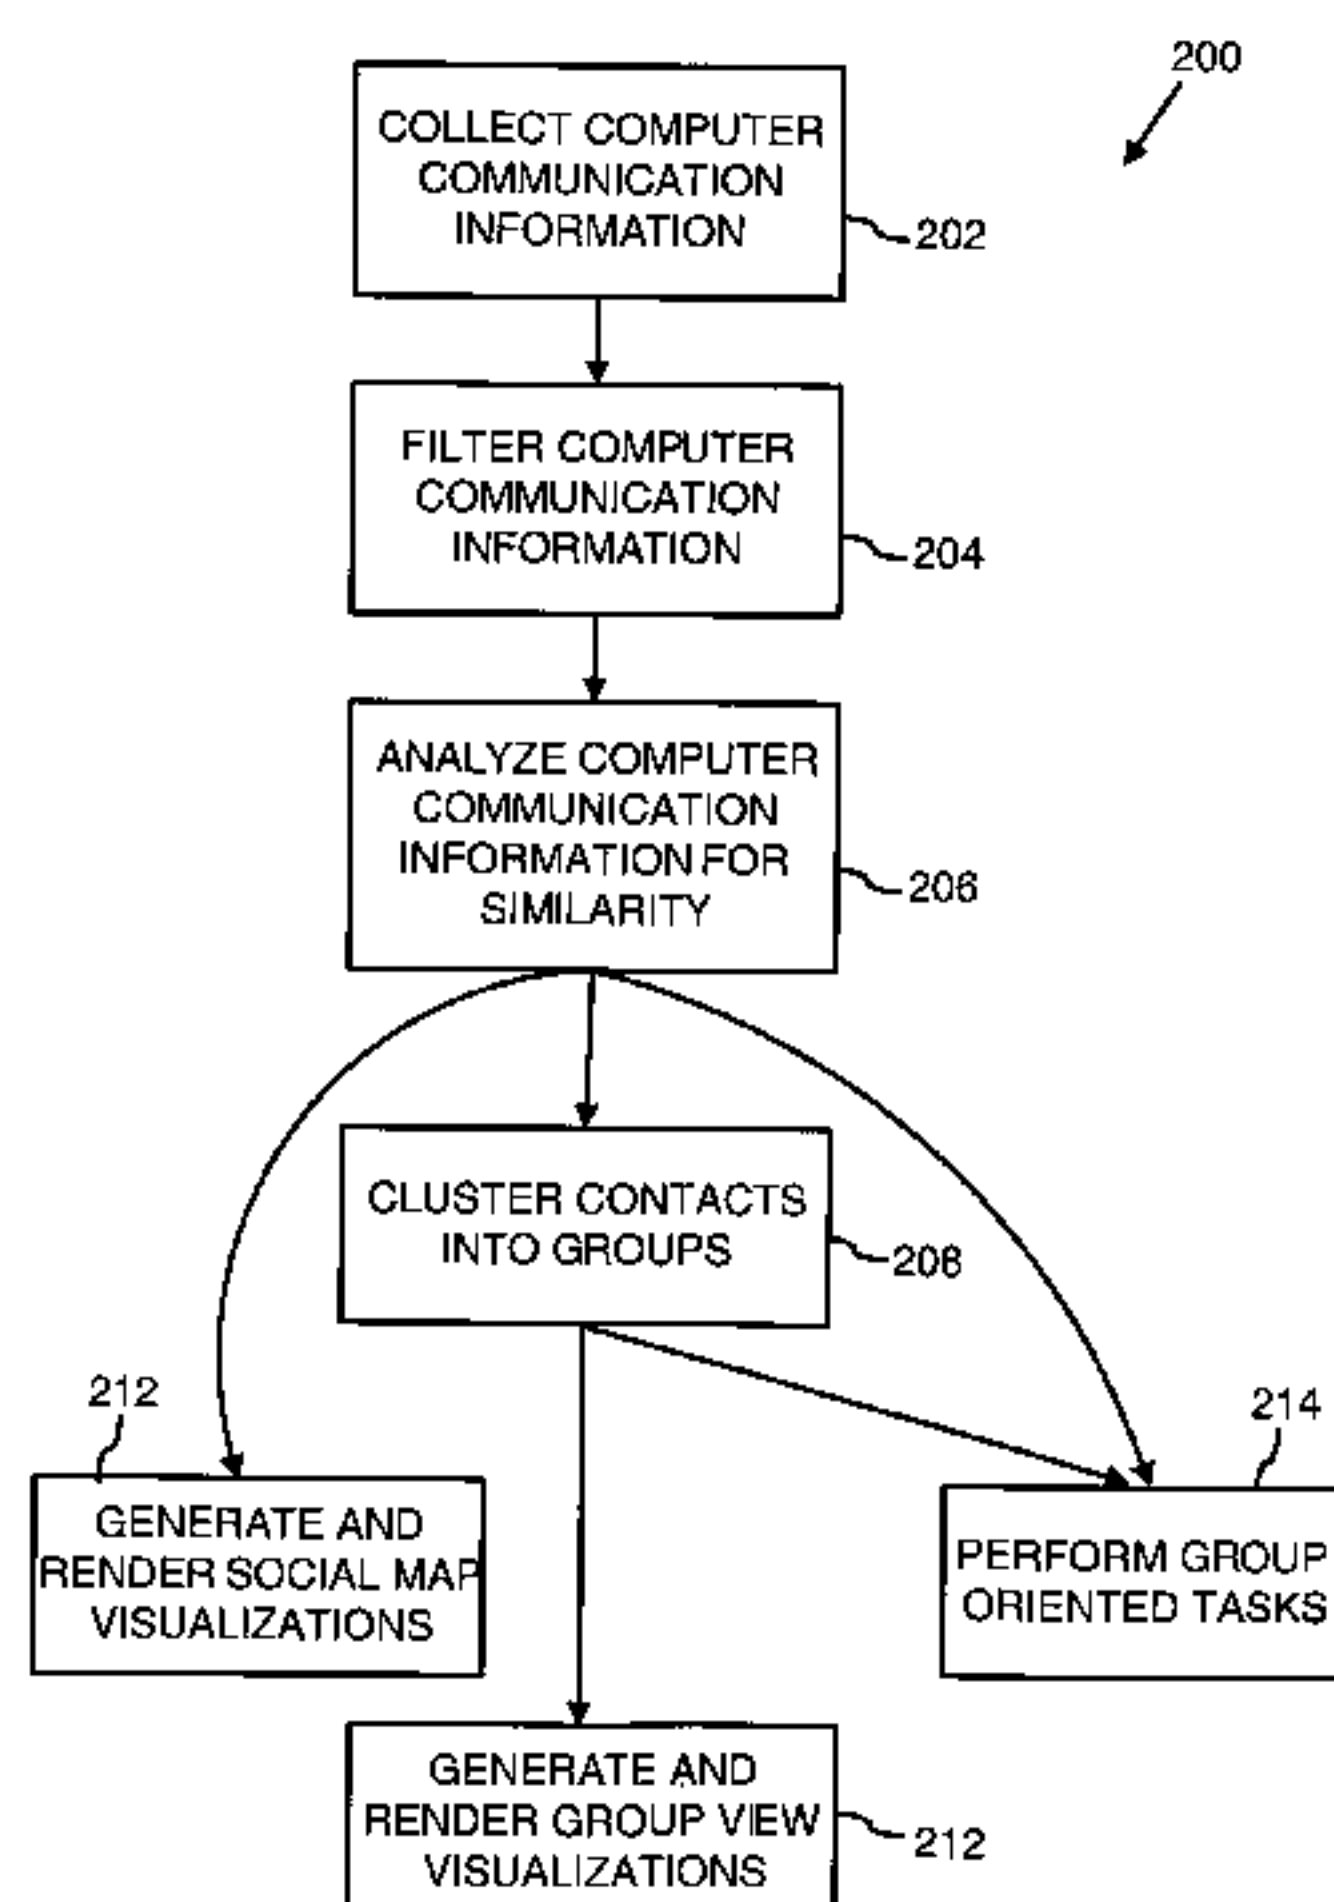 200
COLLECT COMPUTER
COMMUNICATION
INFORMATION
202
FILTER COMPUTER
COMMUNICATION
INFORMATION
204
ANALYZE COMPUTER
COMMUNICATION
INFORMATION FOR
SIMILARITY
206
CLUSTER CONTACTS
INTO GROUPS
208
212
GENERATE AND
RENDER SOCIAL MAP
VISUALIZATIONS
214
PERFORM GROUP
ORIENTED TASKS
GENERATE AND
RENDER GROUP VIEW
VISUALIZATIONS
212